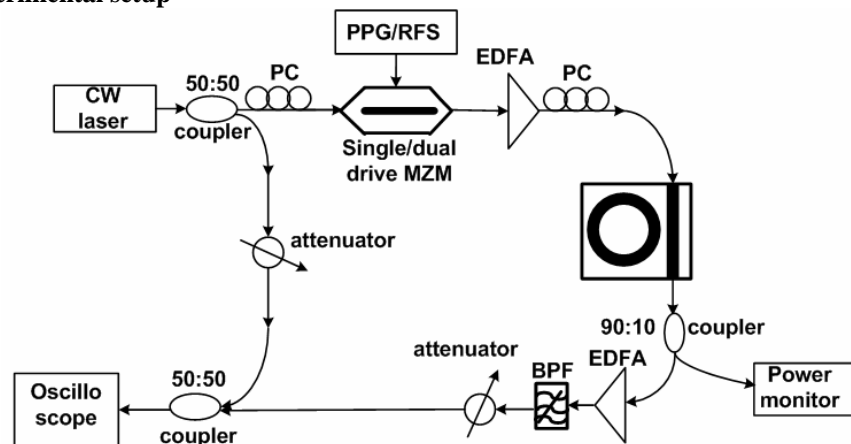 erimental setup
PPG/RFS
EDFA
PC
PC
50:50
CW
laser
coupler
Single/dual
drive MZM
attenuator
90:10
coupler
EDFA
attenuator
BPF
50:50
Power
monitor
Oscillo
scope
coupler